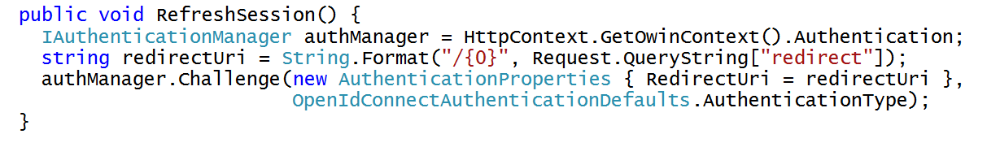 public void RefreshSession() {
  IAuthenticationManager authManager = HttpContext.GetOwinContext().Authentication;
  string redirectUri = String.Format("/{0}", Request.QueryString["redirect"]);
  authManager.Challenge(new AuthenticationProperties { RedirectUri = redirectUri },
                        OpenIdConnectAuthenticationDefaults.AuthenticationType);
}